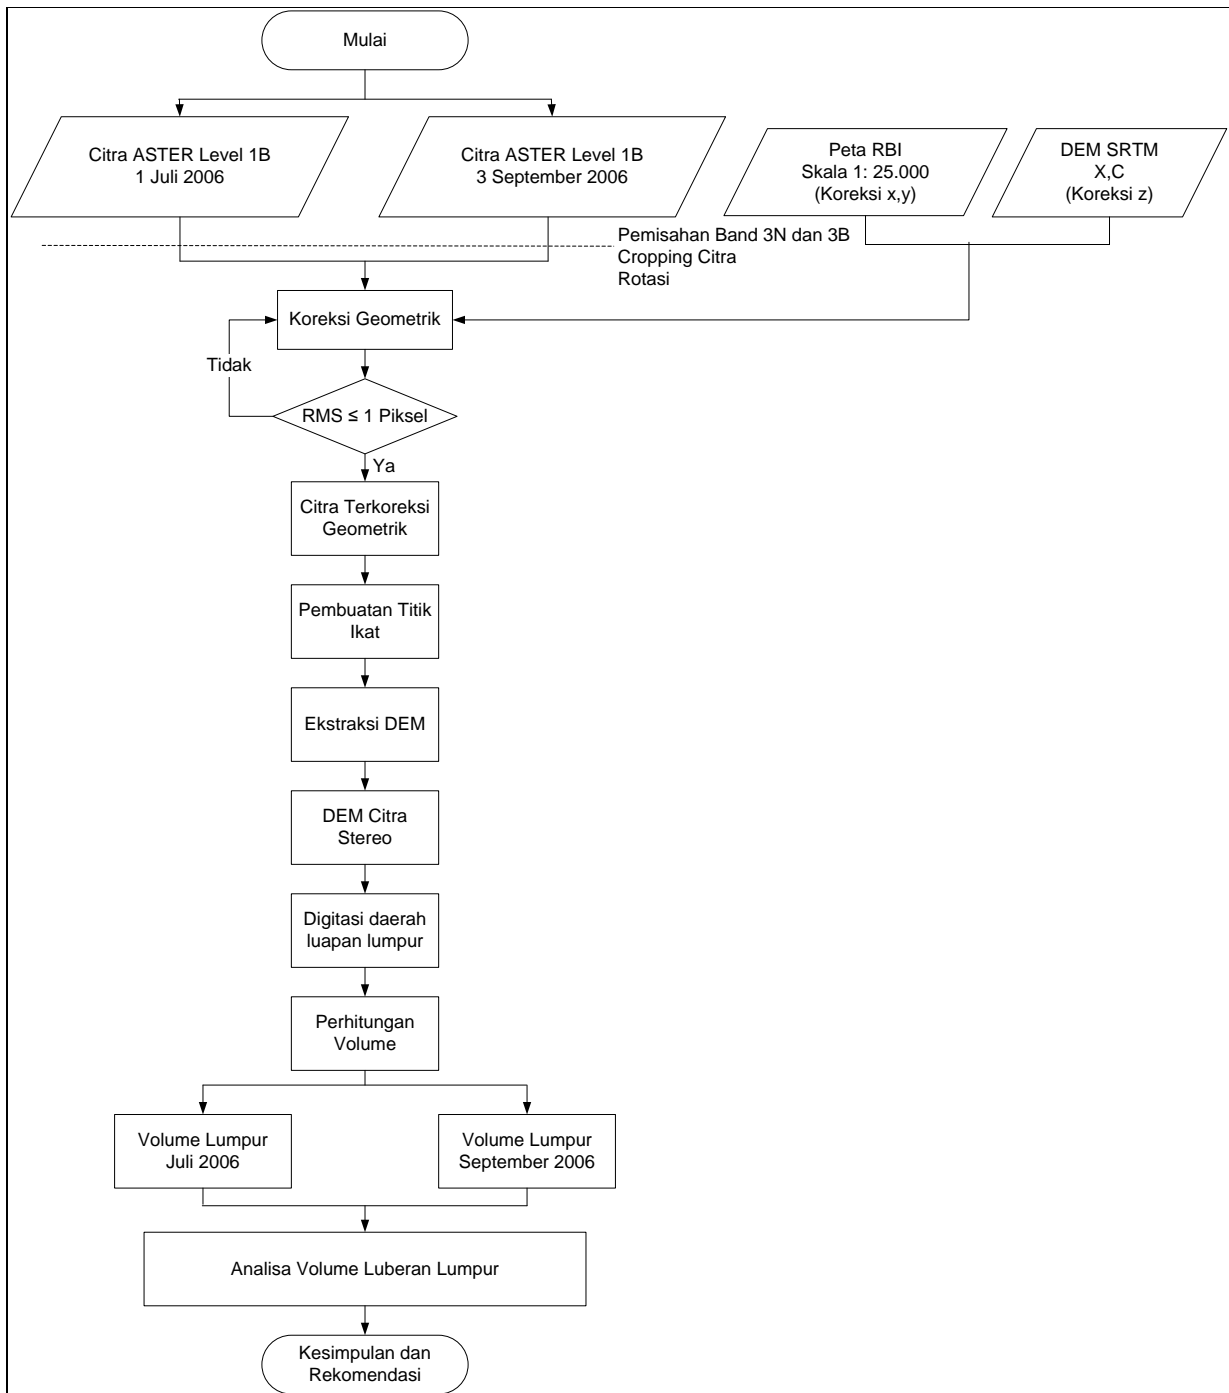 Mulai
Citra ASTER Level 1B
1 Juli 2006
Citra ASTER Level 1B
3 September 2006
Peta RBI
Skala 1: 25.000
(Koreksi x,y)
DEM SRTM
X,C
(Koreksi z)
Pemisahan Band 3N dan 3B
Cropping Citra
Rotasi
Koreksi Geometrik
Tidak
RMS ≤ 1 Piksel
Ya
Citra Terkoreksi
Geometrik
Pembuatan Titik
Ikat
Ekstraksi DEM
DEM Citra
Stereo
Digitasi daerah
luapan lumpur
Perhitungan
Volume
Volume Lumpur
Juli 2006
Volume Lumpur
September 2006
Analisa Volume Luberan Lumpur
Kesimpulan dan
Rekomendasi